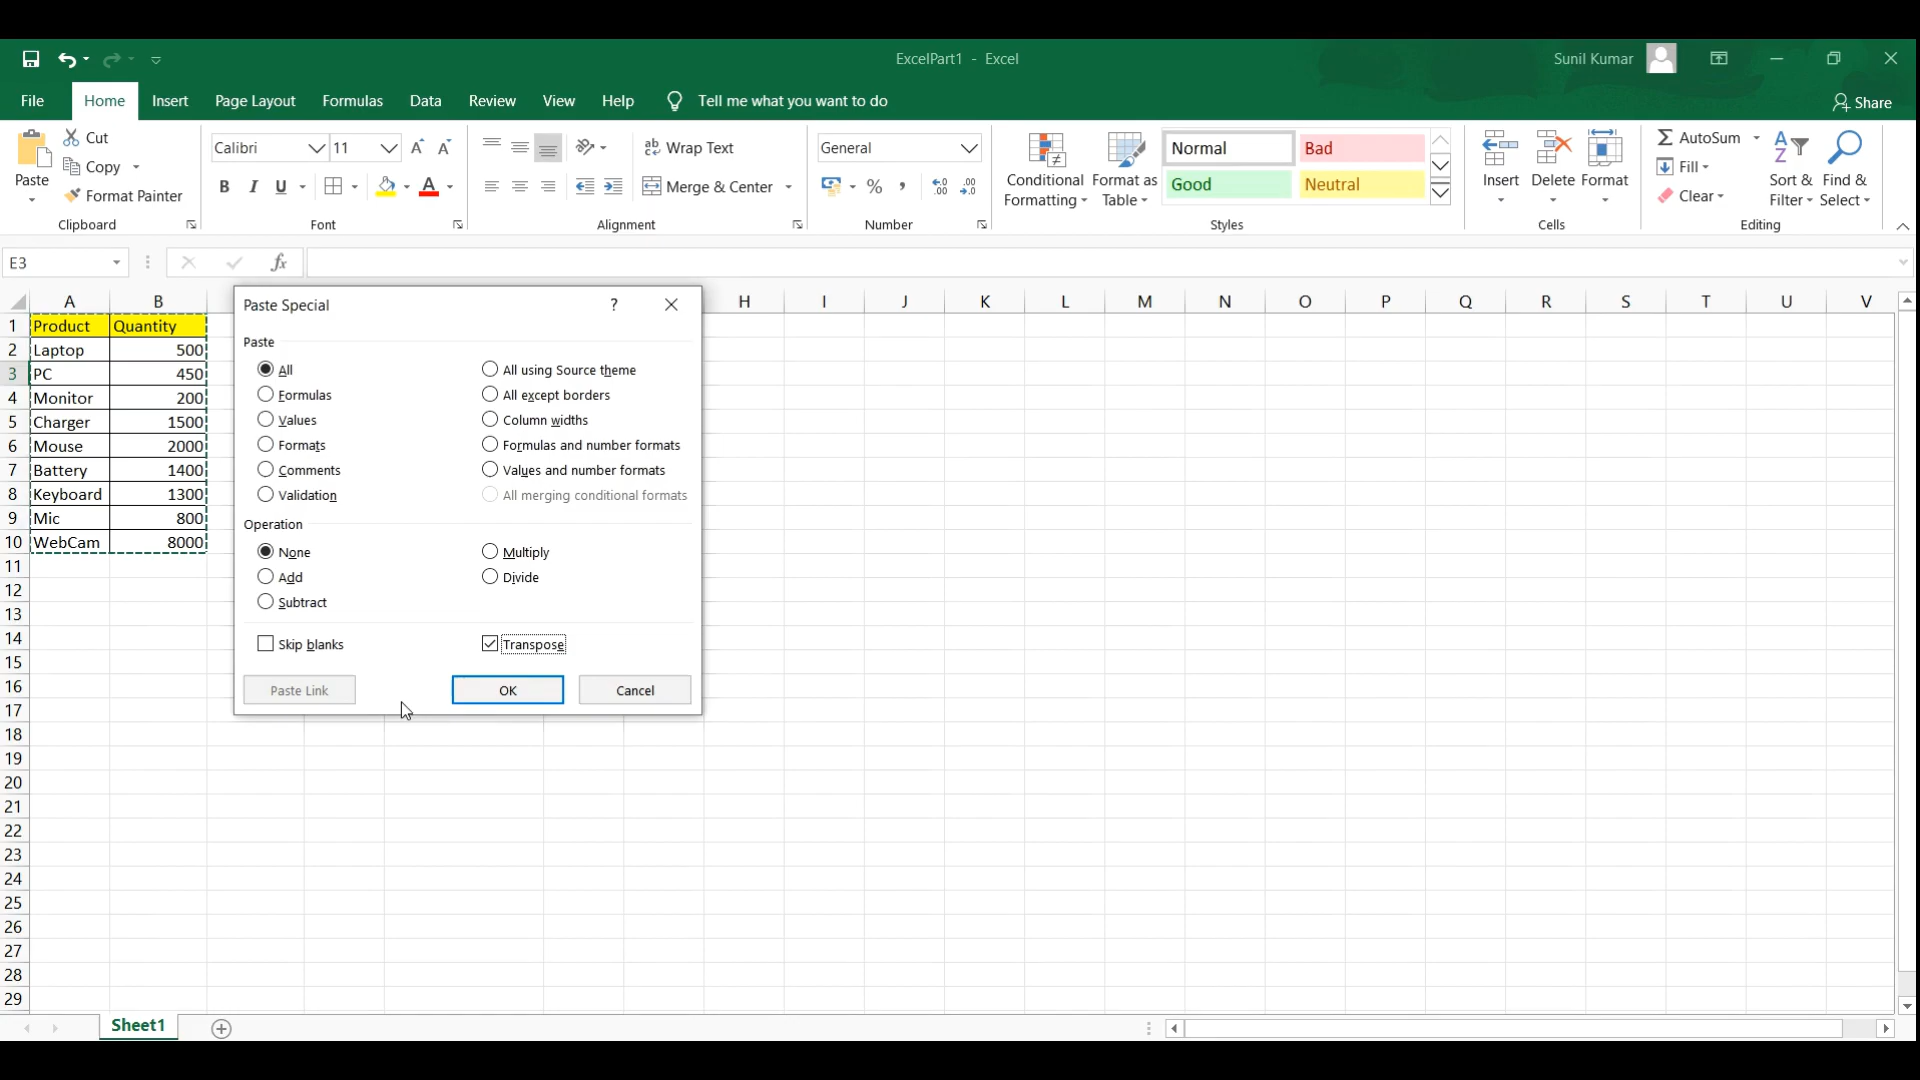 ExcelPart1 - Excel
Sunil Kumar
File Home Insert Page Layout Formulas Data Review View Help Tell me what you want to do Share
Paste
Cut
Copy
Format Painter
Clipboard
Calibri 11
B I U A
Font
Wrap Text
Merge & Center
Alignment
General
% ,
Number
Conditional Formatting
Format as Table
Normal Bad
Good Neutral
Styles
Insert Delete Format
Cells
AutoSum
Fill
Clear
Sort & Filter
Find & Select
Editing
E3 fx
A B H I J K L M N O P Q R S T U V
1 Product Quantity
2 Laptop 500
3 PC 450
4 Monitor 200
5 Charger 1500
6 Mouse 2000
7 Battery 1400
8 Keyboard 1300
9 Mic 800
10 WebCam 8000
11
12
13
14
15
16
17
18
19
20
21
22
23
24
25
26
27
28
29
Paste Special ?
Paste
All All using Source theme
Formulas All except borders
Values Column widths
Formats Formulas and number formats
Comments Values and number formats
Validation All merging conditional formats
Operation
None Multiply
Add Divide
Subtract
Skip blanks Transpose
Paste Link OK Cancel
Sheet1